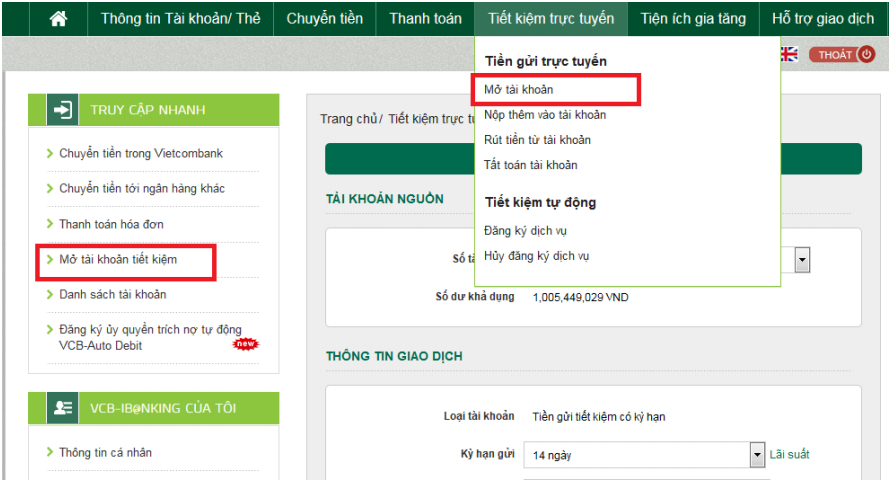 Thông tin Tài khoản/ Thẻ
Chuyển tiền
Thanh toán
Tiết kiệm trực tuyến
Tiện ích gia tăng
Hỗ trợ giao dịch
THOÁT
Tiền gửi trực tuyến
Mở tài khoản
Nộp thêm vào tài khoản
Rút tiền từ tài khoản
Tất toán tài khoản
Tiết kiệm tự động
Đăng ký dịch vụ
Hủy đăng ký dịch vụ
TRUY CẬP NHANH
Chuyển tiền trong Vietcombank
Chuyển tiền tới ngân hàng khác
Thanh toán hóa đơn
Mở tài khoản tiết kiệm
Danh sách tài khoản
Đăng ký ủy quyền trích nợ tự động
VCB-Auto Debit
new
VCB-IB@NKING CỦA TÔI
Thông tin cá nhân
Trang chủ / Tiết kiệm trực
TÀI KHOẢN NGUỒN
Số
Số dư khả dụng 1,005,449,029 VND
THÔNG TIN GIAO DỊCH
Loại tài khoản Tiền gửi tiết kiệm có kỳ hạn
Kỳ hạn gửi 14 ngày Lãi suất